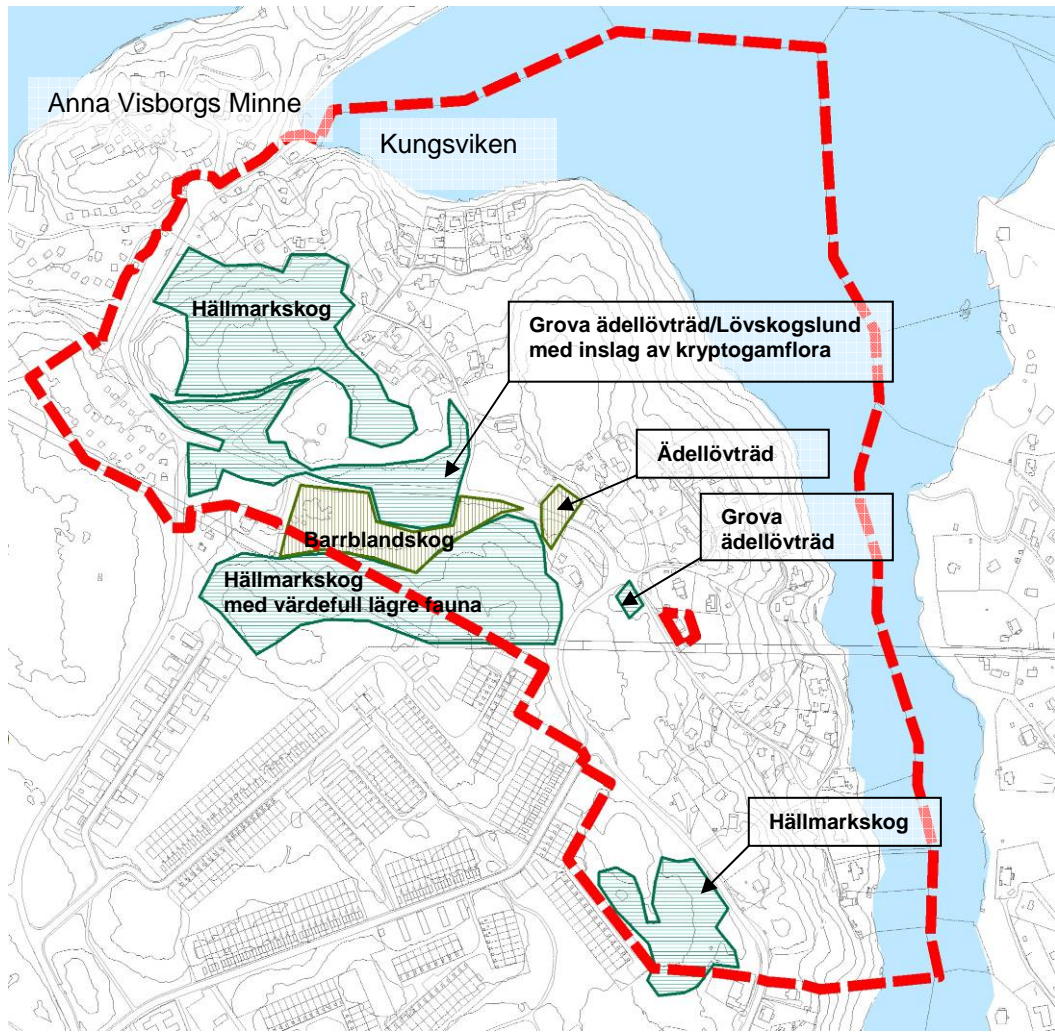 Anna Visborgs Minne
Kungsviken
Hällmarkskog
Grova ädellövträd/Lövskogslund
med inslag av kryptogamflora
Ädellövträd
Grova
ädellövträd
Barrblandskog
Hällmarkskog
med värdefull lägre fauna
Hällmarkskog